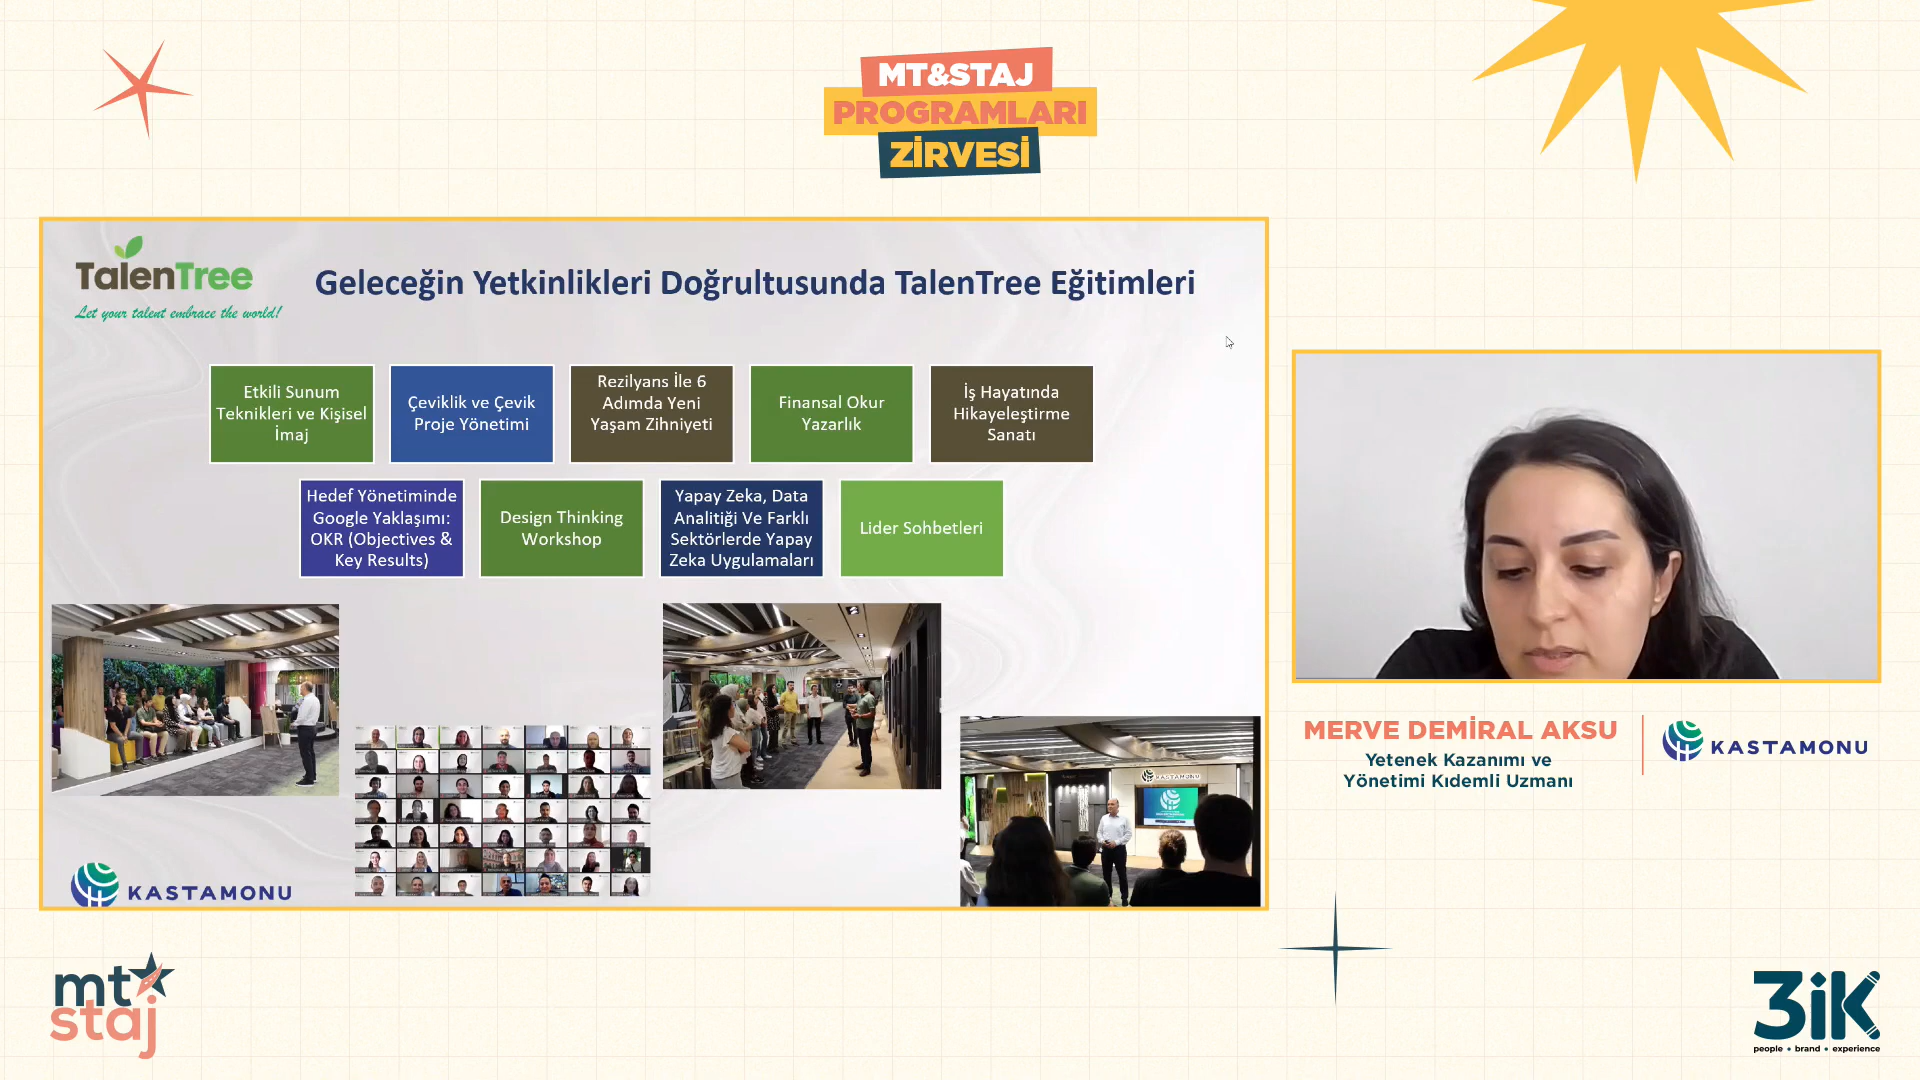 MT&STAJ
PROGRAMLARI
ZİRVESİ
TalenTree
Let your talent embrace the world!
Geleceğin Yetkinlikleri Doğrultusunda TalenTree Eğitimleri
Etkili Sunum
Teknikleri ve Kişisel
İmaj
Çeviklik ve Çevik
Proje Yönetimi
Rezilyans İle 6
Adımda Yeni
Yaşam Zihniyeti
Finansal Okur
Yazarlık
İş Hayatında
Hikayeleştirme
Sanatı
Hedef Yönetiminde
Google Yaklaşımı:
OKR (Objectives &
Key Results)
Design Thinking
Workshop
Yapay Zeka, Data
Analitiği Ve Farklı
Sektörlerde Yapay
Zeka Uygulamaları
Lider Sohbetleri
KASTAMONU
KASTAMONU
MERVE DEMİRAL AKSU
Yetenek Kazanımı ve
Yönetimi Kıdemli Uzmanı
KASTAMONU
mt
staj
3iK
people • brand • experience